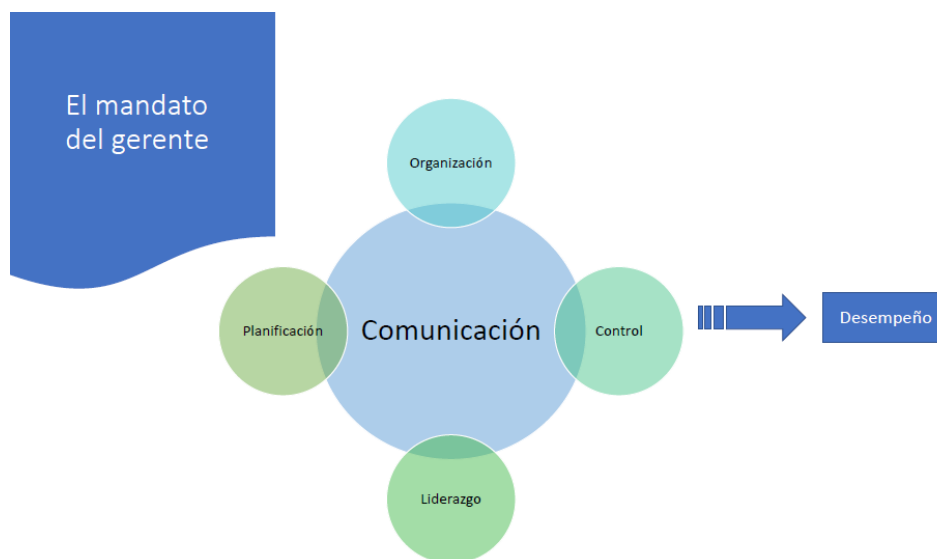 El mandato
del gerente
Organización
Planificación
Comunicación
Control
Desempeño
Liderazgo